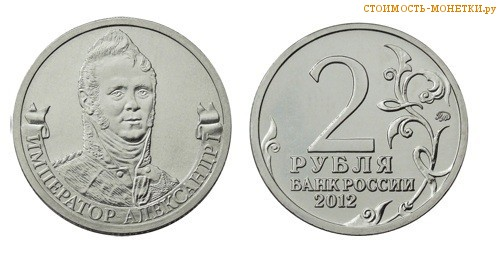 СТОИМОСТЬ-МОНЕТКИ.ру
ИМПЕРАТОР АЛЕКСАНДР I
2
РУБЛЯ
БАНК РОССИИ
2012